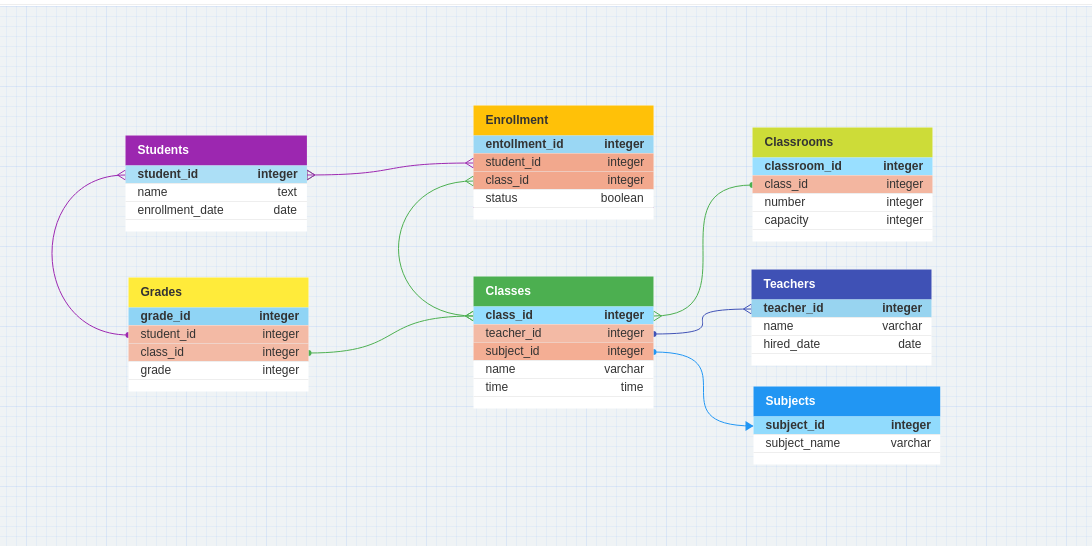 Students
student_id integer
name text
enrollment_date date
Grades
grade_id integer
student_id integer
class_id integer
grade integer
Enrollment
entollment_id integer
student_id integer
class_id integer
status boolean
Classes
class_id integer
teacher_id integer
subject_id integer
name varchar
time time
Classrooms
classroom_id integer
class_id integer
number integer
capacity integer
Teachers
teacher_id integer
name varchar
hired_date date
Subjects
subject_id integer
subject_name varchar